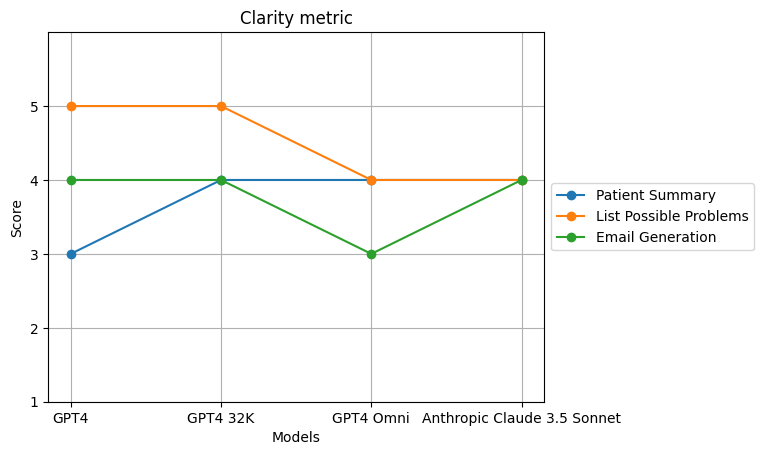 Clarity metric
Score
5
4
3
2
1
GPT4
GPT4 32K
GPT4 Omni
Anthropic Claude 3.5 Sonnet
Models
Patient Summary
List Possible Problems
Email Generation